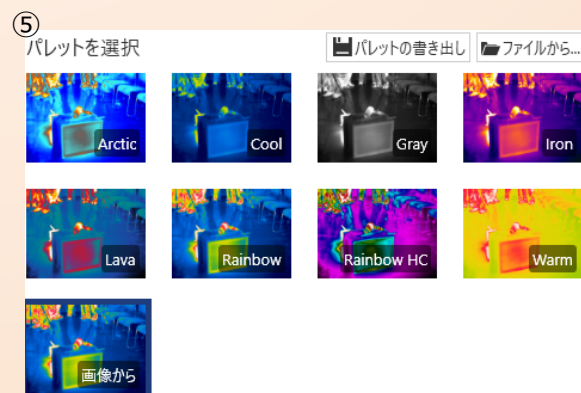 ⑤
パレットを選択
パレットの書き出し
ファイルから...
Arctic
Cool
Gray
Iron
Lava
Rainbow
Rainbow HC
Warm
画像から